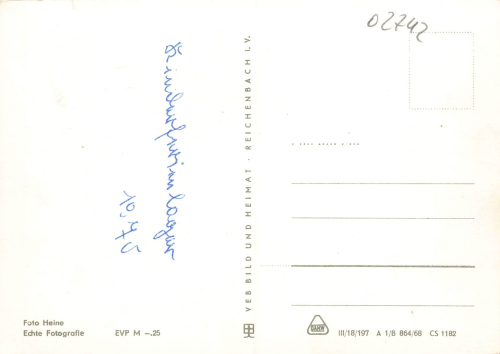 02742
Kinderferienlager
VEB BILD UND HEIMAT · REICHENBACH I. V.
Foto Heine
Echte Fotografie EVP M –.25
III/18/197 A 1/B 864/68 CS 1182